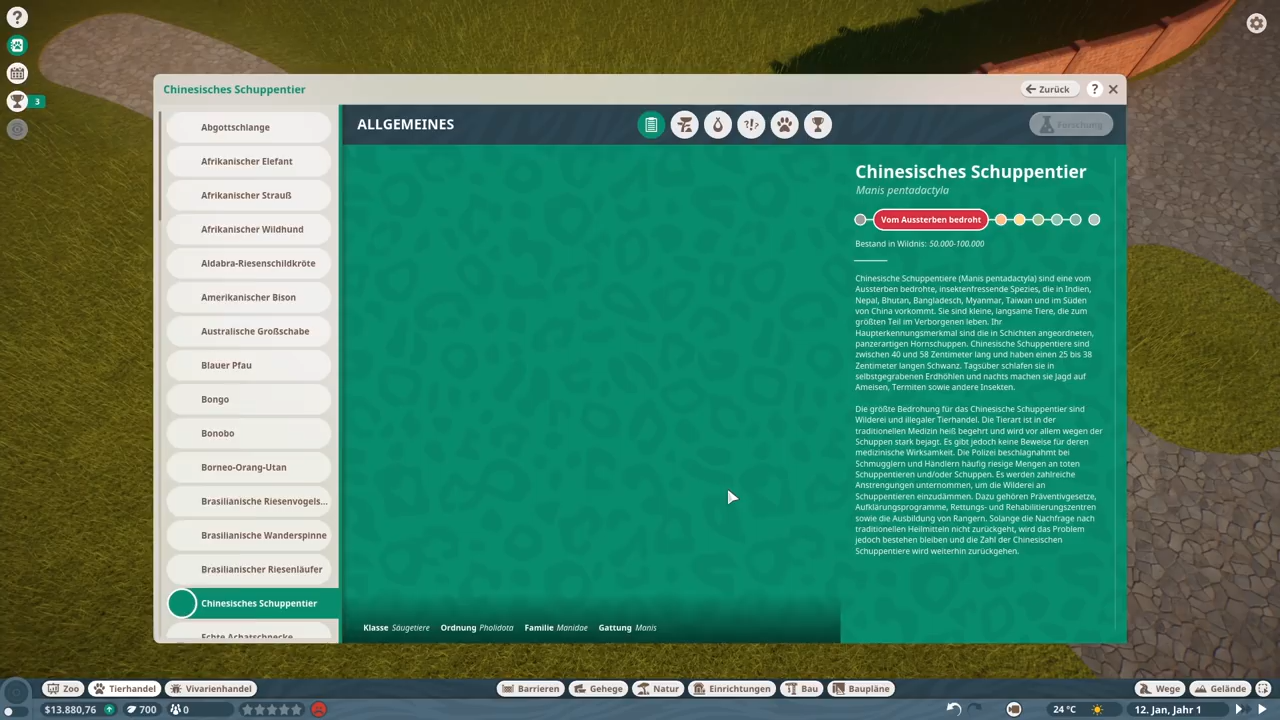 ?
Chinesisches Schuppentier
Zurück
?
3
ALLGEMEINES
?!?
Forschung
Abgottschlange
Afrikanischer Elefant
Afrikanischer Strauß
Afrikanischer Wildhund
Aldabra-Riesenschildkröte
Amerikanischer Bison
Australische Großschabe
Blauer Pfau
Bongo
Bonobo
Borneo-Orang-Utan
Brasilianische Riesenvogels...
Brasilianische Wanderspinne
Brasilianischer Riesenläufer
Chinesisches Schuppentier
Echte Achatschnecke
Chinesisches Schuppentier
Manis pentadactyla
Vom Aussterben bedroht
Bestand in Wildnis: 50.000-100.000
Chinesische Schuppentiere (Manis pentadactyla) sind eine vom
Aussterben bedrohte, insektenfressende Spezies, die in Indien,
Nepal, Bhutan, Bangladesch, Myanmar, Taiwan und im Süden
von China vorkommt. Sie sind kleine, langsame Tiere, die zum
größten Teil im Verborgenen leben. Ihr
Haupterkennungsmerkmal sind die in Schichten angeordneten,
panzerartigen Hornschuppen. Chinesische Schuppentiere sind
zwischen 40 und 58 Zentimeter lang und haben einen 25 bis 38
Zentimeter langen Schwanz. Tagsüber schlafen sie in
selbstgegrabenen Erdhöhlen und nachts machen sie Jagd auf
Ameisen, Termiten sowie andere Insekten.
Die größte Bedrohung für das Chinesische Schuppentier sind
Wilderei und illegaler Tierhandel. Die Tierart ist in der
traditionellen Medizin heiß begehrt und wird vor allem wegen der
Schuppen stark bejagt. Es gibt jedoch keine Beweise für deren
medizinische Wirksamkeit. Die Polizei beschlagnahmt bei
Schmugglern und Händlern häufig riesige Mengen an toten
Schuppentieren und/oder Schuppen. Es werden zahlreiche
Anstrengungen unternommen, um die Wilderei an
Schuppentieren einzudämmen. Dazu gehören Präventivgesetze,
Aufklärungsprogramme, Rettungs- und Rehabilitierungszentren
sowie die Ausbildung von Rangern. Solange die Nachfrage nach
traditionellen Heilmitteln nicht zurückgeht, wird das Problem
jedoch bestehen bleiben und die Zahl der Chinesischen
Schuppentiere wird weiterhin zurückgehen.
Klasse Säugetiere Ordnung Pholidota Familie Manidae Gattung Manis
Zoo Tierhandel Vivarienhandel Barrieren Gehege Natur Einrichtungen Bau Baupläne Wege Gelände
$13.880,76 700 0 24 °C 12. Jan, Jahr 1